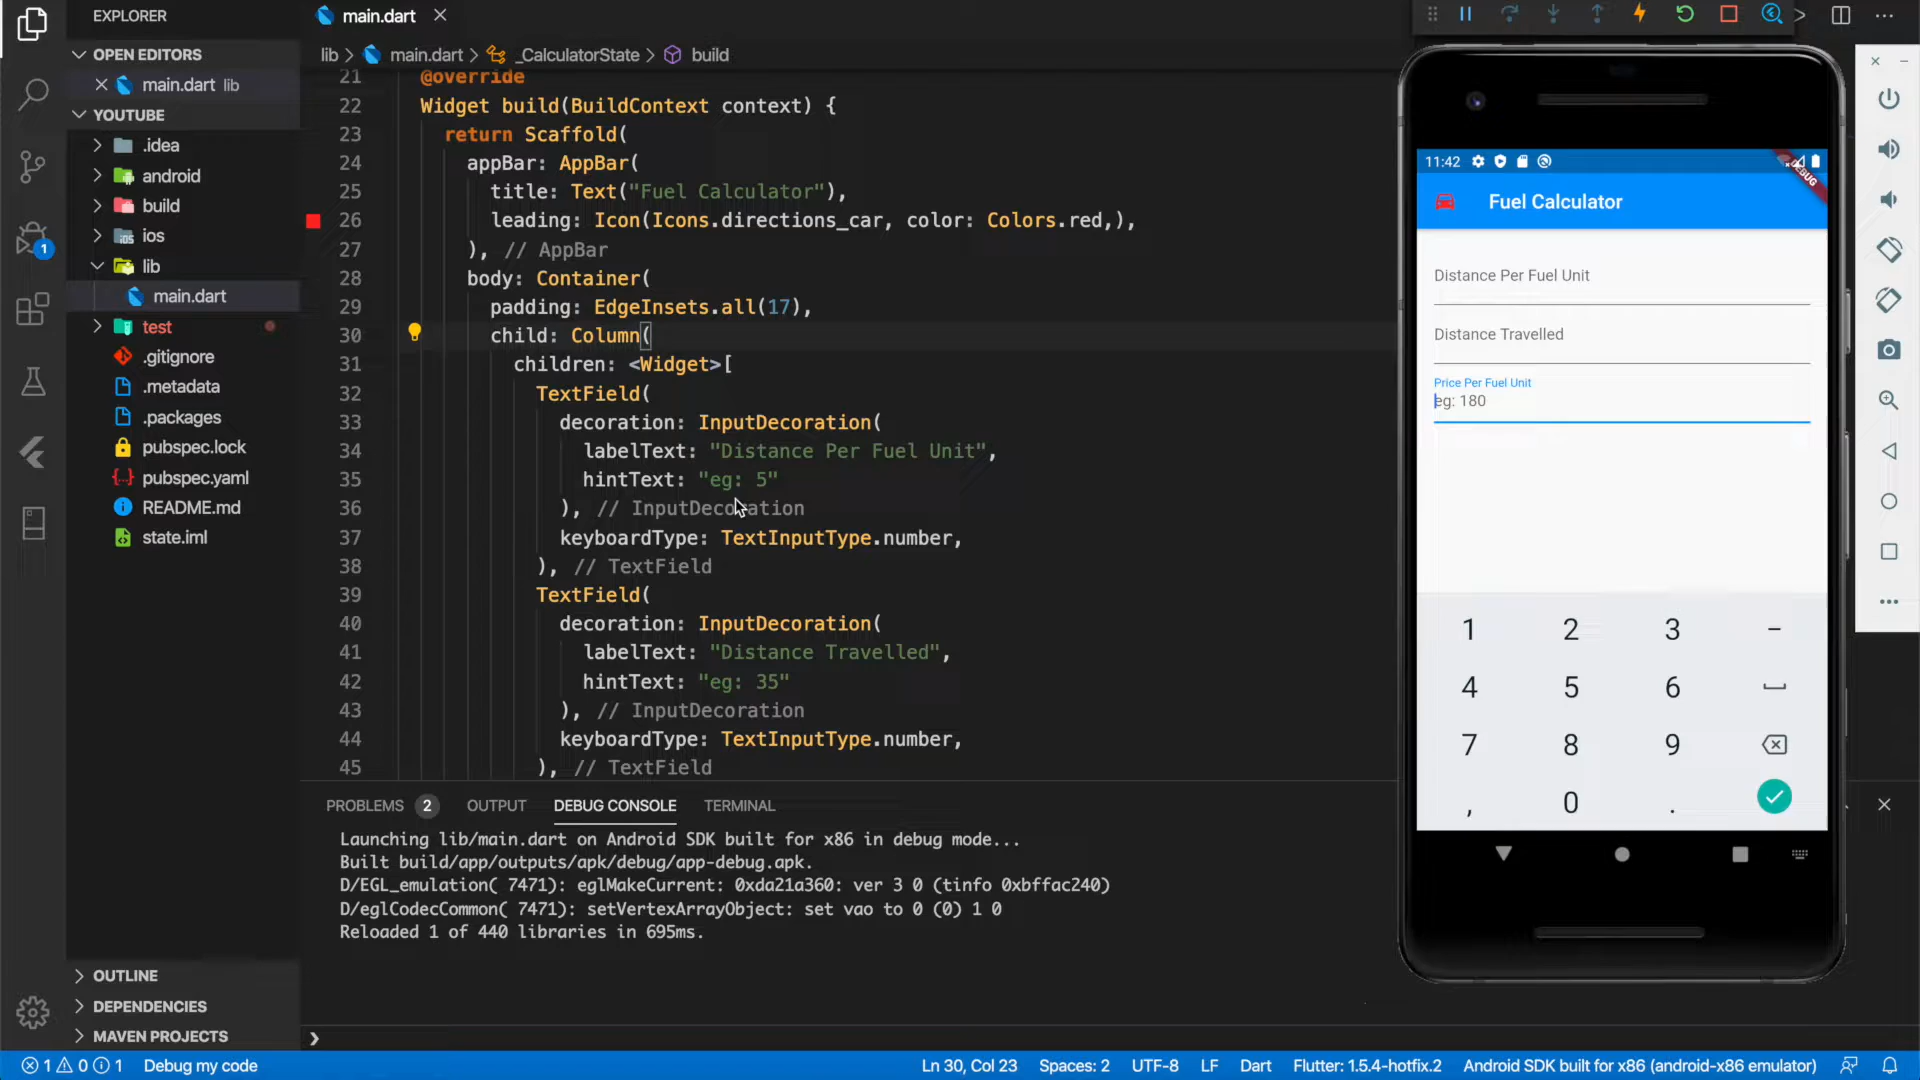 EXPLORER
OPEN EDITORS
main.dart lib
YOUTUBE
.idea
android
build
ios
lib
main.dart
test
.gitignore
.metadata
.packages
pubspec.lock
pubspec.yaml
README.md
state.iml
OUTLINE
DEPENDENCIES
MAVEN PROJECTS
1
main.dart
lib > main.dart > _CalculatorState > build
21 @override
22 Widget build(BuildContext context) {
23 return Scaffold(
24 appBar: AppBar(
25 title: Text("Fuel Calculator"),
26 leading: Icon(Icons.directions_car, color: Colors.red,),
27 ), // AppBar
28 body: Container(
29 padding: EdgeInsets.all(17),
30 child: Column(
31 children: <Widget>[
32 TextField(
33 decoration: InputDecoration(
34 labelText: "Distance Per Fuel Unit",
35 hintText: "eg: 5"
36 ), // InputDecoration
37 keyboardType: TextInputType.number,
38 ), // TextField
39 TextField(
40 decoration: InputDecoration(
41 labelText: "Distance Travelled",
42 hintText: "eg: 35"
43 ), // InputDecoration
44 keyboardType: TextInputType.number,
45 ), // TextField
PROBLEMS 2 OUTPUT DEBUG CONSOLE TERMINAL
Launching lib/main.dart on Android SDK built for x86 in debug mode...
Built build/app/outputs/apk/debug/app-debug.apk.
D/EGL_emulation( 7471): eglMakeCurrent: 0xda21a360: ver 3 0 (tinfo 0xbffac240)
D/eglCodecCommon( 7471): setVertexArrayObject: set vao to 0 (0) 1 0
Reloaded 1 of 440 libraries in 695ms.
11:42
DEBUG
Fuel Calculator
Distance Per Fuel Unit
Distance Travelled
Price Per Fuel Unit
eg: 180
1 2 3 -
4 5 6
7 8 9
, 0 .
1 0 1 Debug my code Ln 30, Col 23 Spaces: 2 UTF-8 LF Dart Flutter: 1.5.4-hotfix.2 Android SDK built for x86 (android-x86 emulator)